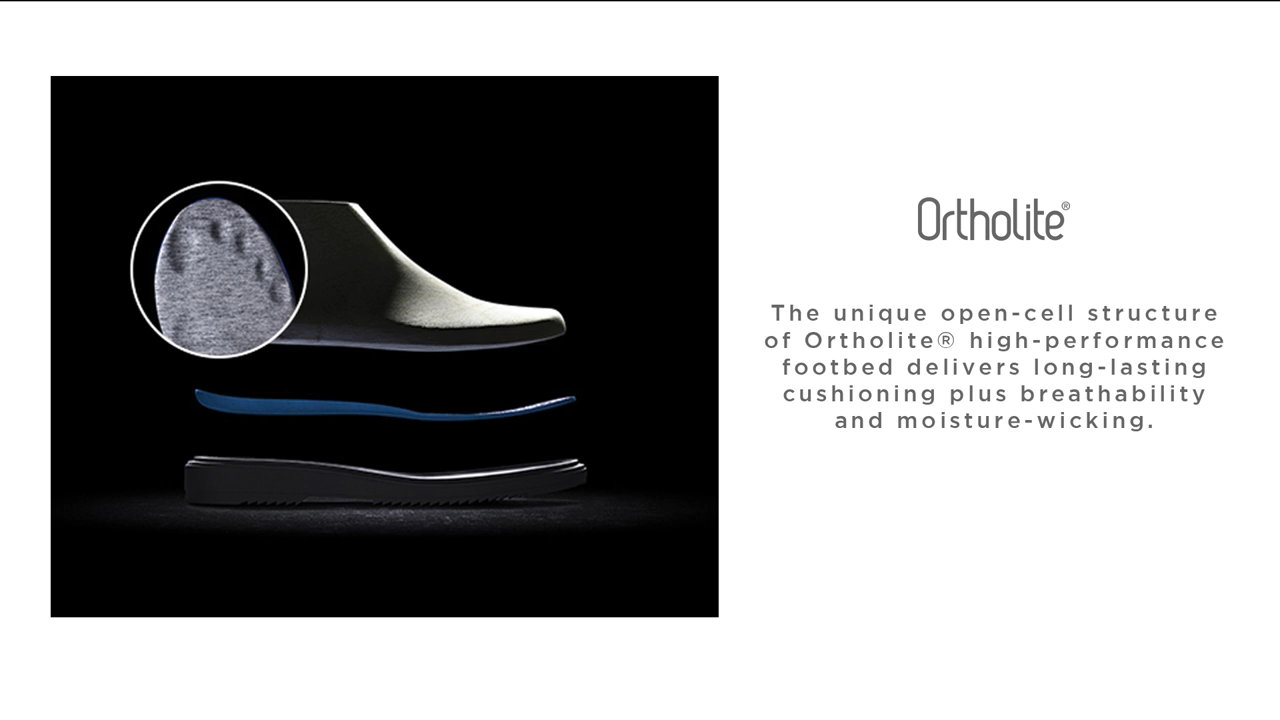 Ortholite®
The unique open-cell structure
of Ortholite® high-performance
footbed delivers long-lasting
cushioning plus breathability
and moisture-wicking.